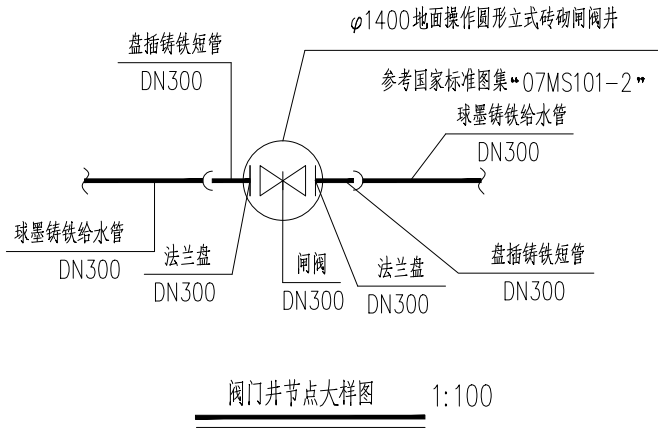 φ1400地面操作圆形立式砖砌闸阀井
盘插铸铁短管
DN300
参考国家标准图集“07MS101-2”
球墨铸铁给水管
DN300
球墨铸铁给水管
DN300
法兰盘
DN300
闸阀
DN300
法兰盘
DN300
盘插铸铁短管
DN300
阀门井节点大样图 1:100